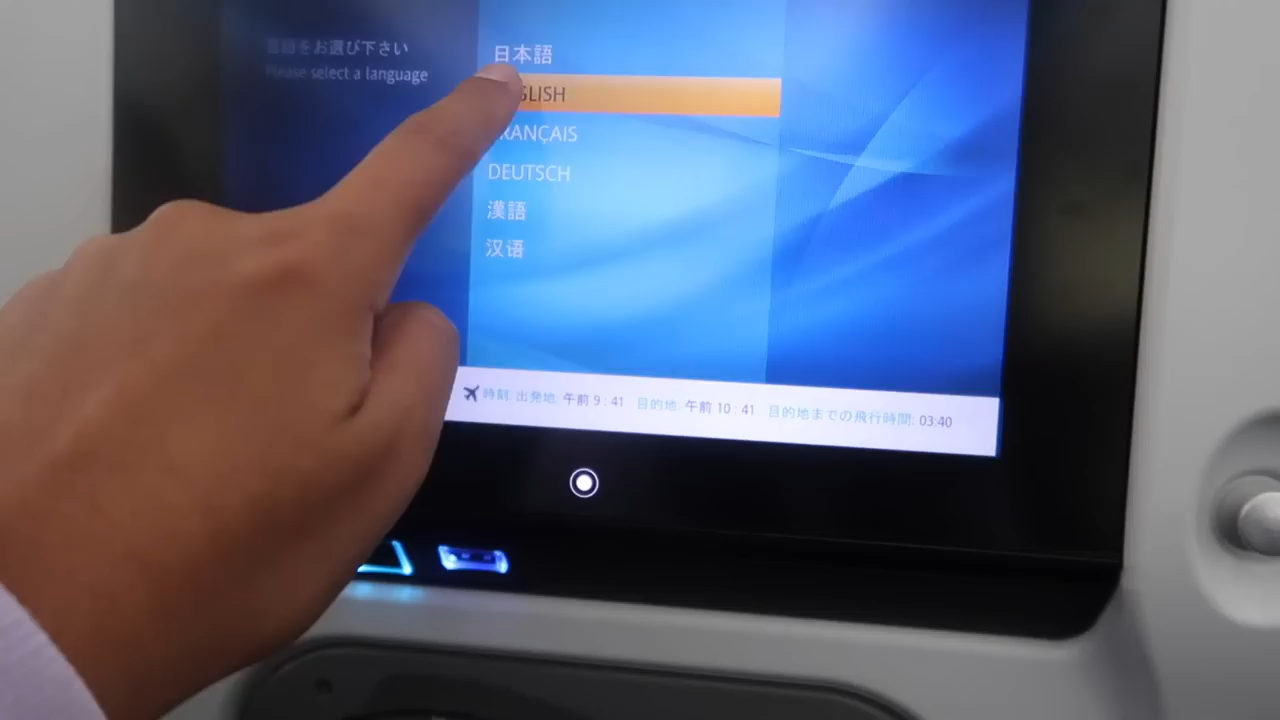 言語をお選び下さい
Please select a language
日本語
GLISH
RANÇAIS
DEUTSCH
漢語
汉语
時刻: 出発地: 午前 9 : 41 目的地: 午前 10 : 41 目的地までの飛行時間: 03:40